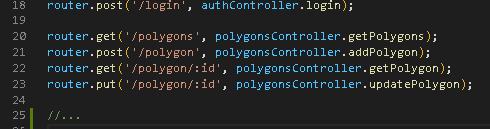 18 router.post('/login', authController.login);
19
20 router.get('/polygons', polygonsController.getPolygons);
21 router.post('/polygon', polygonsController.addPolygon);
22 router.get('/polygon/:id', polygonsController.getPolygon);
23 router.put('/polygon/:id', polygonsController.updatePolygon);
24
25 //...